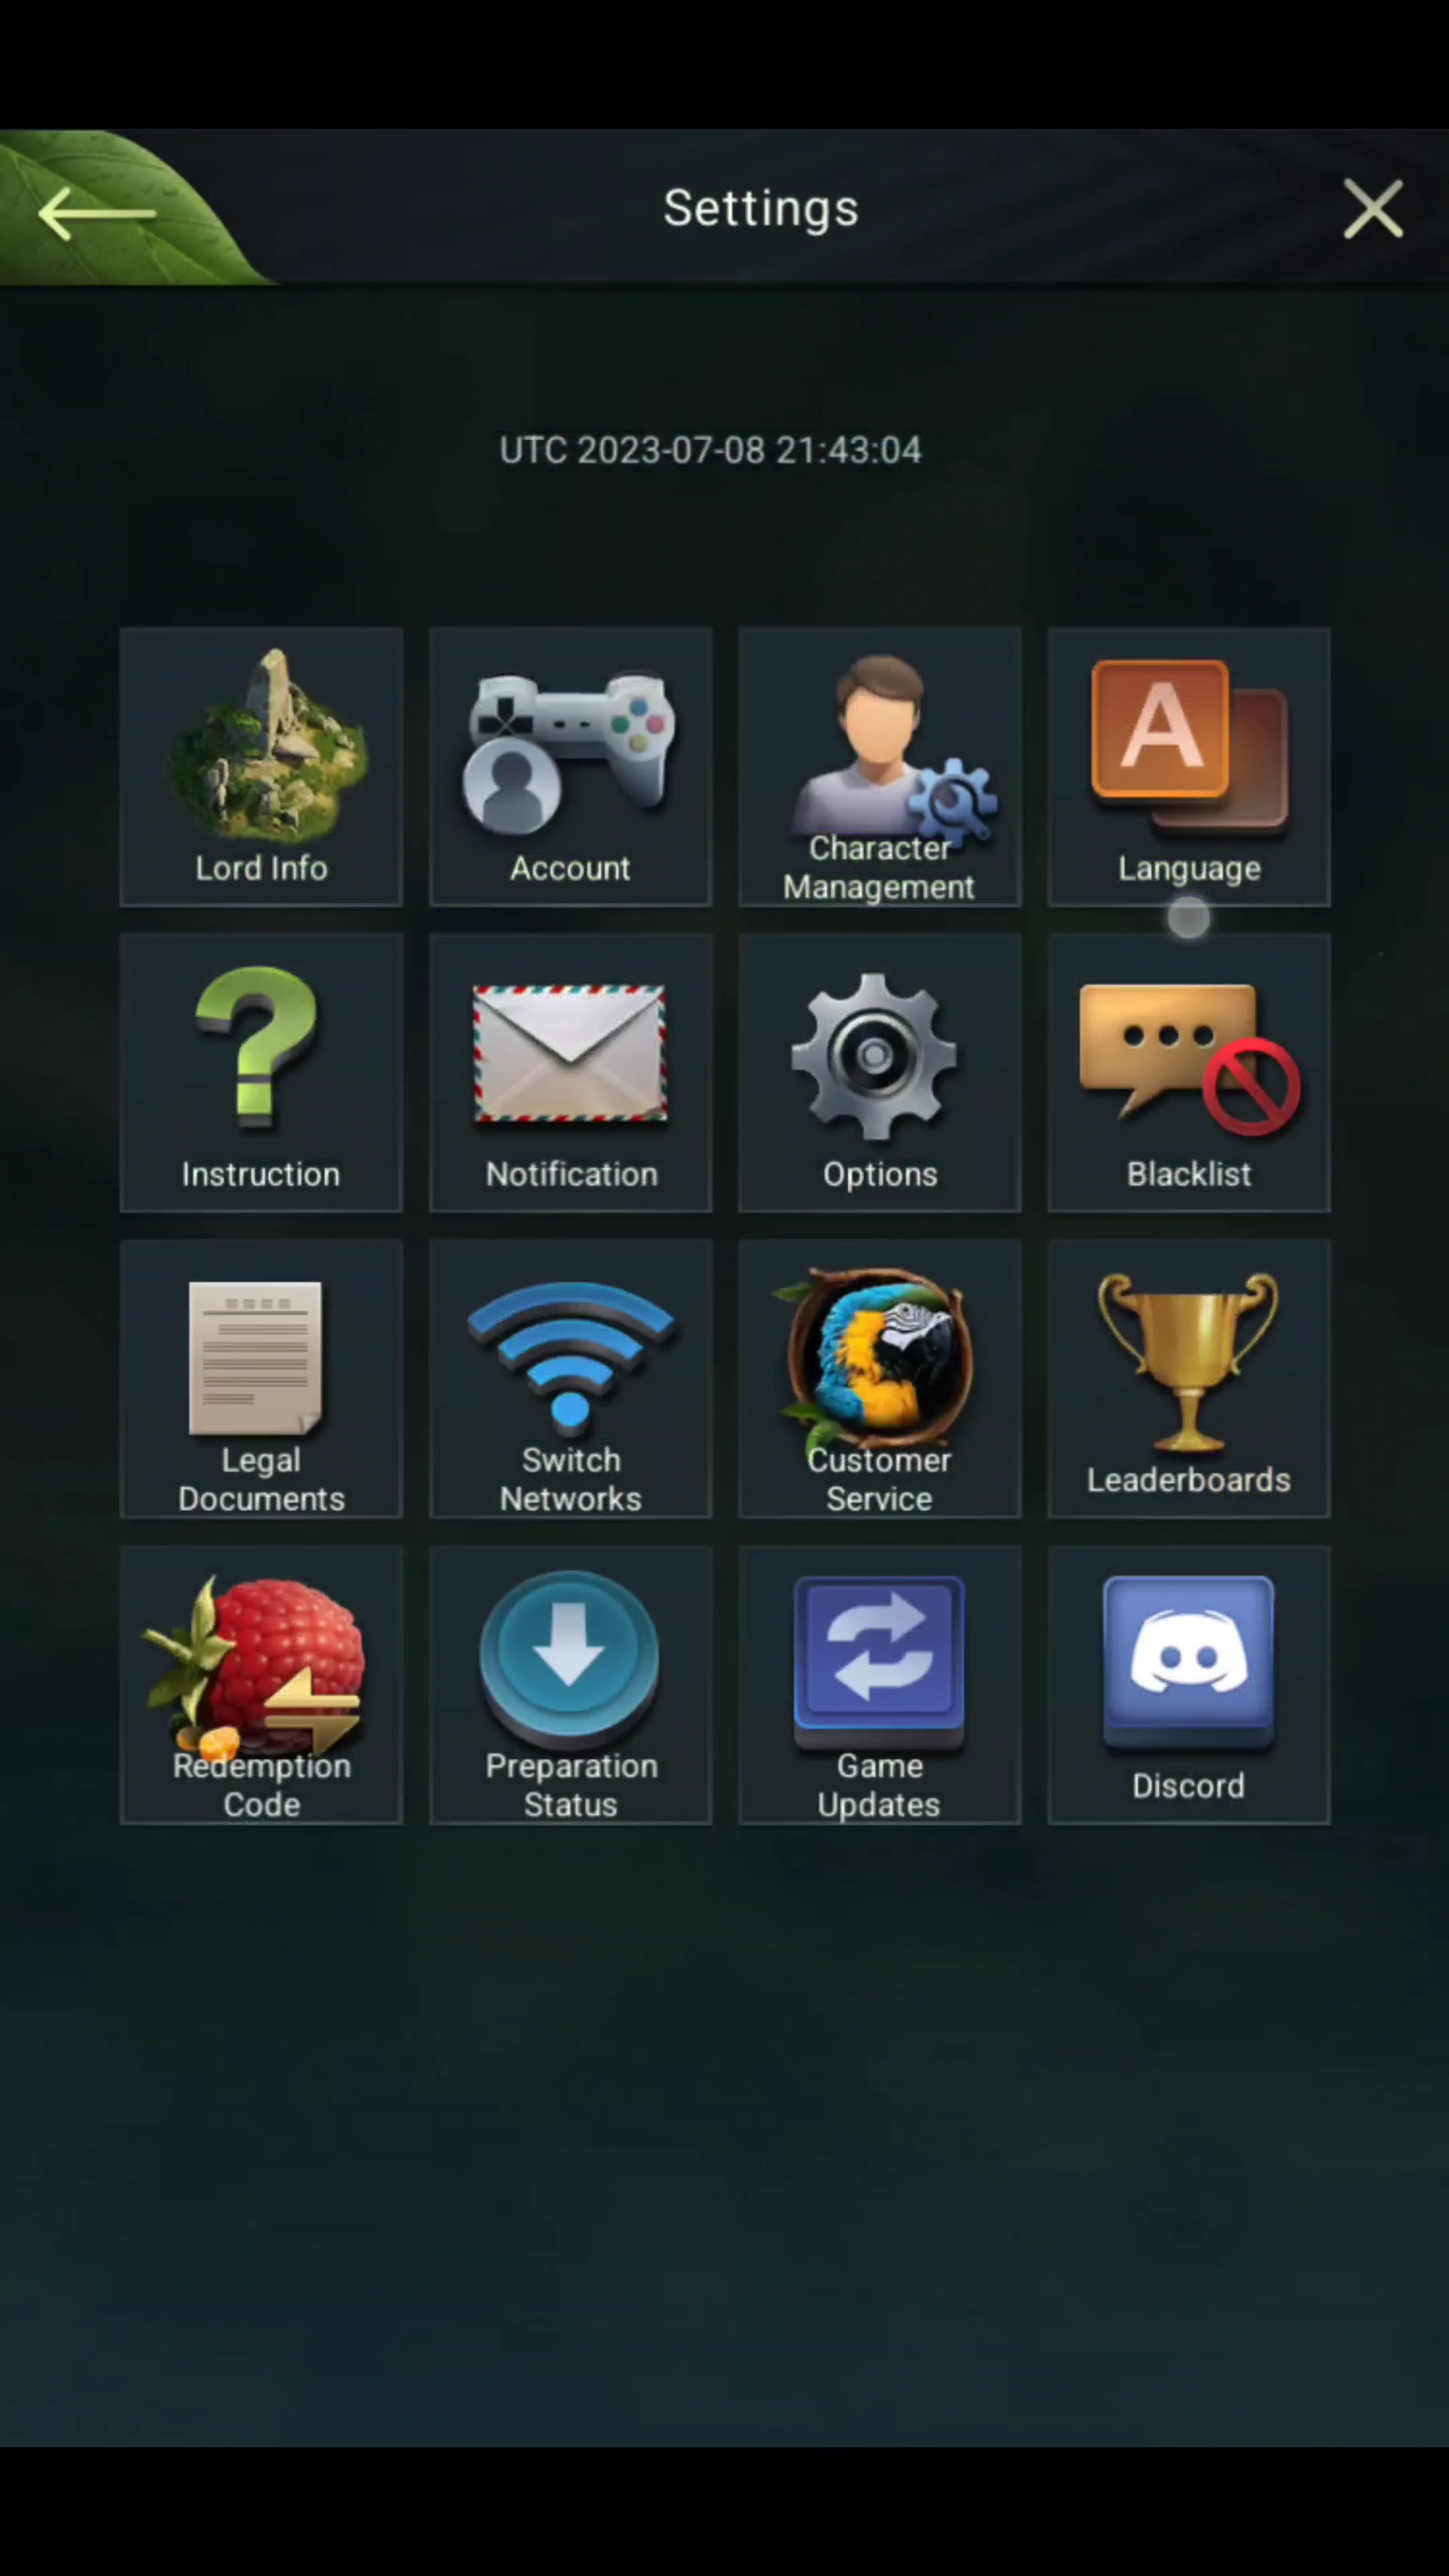 Settings
UTC 2023-07-08 21:43:04
Lord Info
Account
Character
Management
A
Language
Instruction
Notification
Options
Blacklist
Legal
Documents
Switch
Networks
Customer
Service
Leaderboards
Redemption
Code
Preparation
Status
Game
Updates
Discord